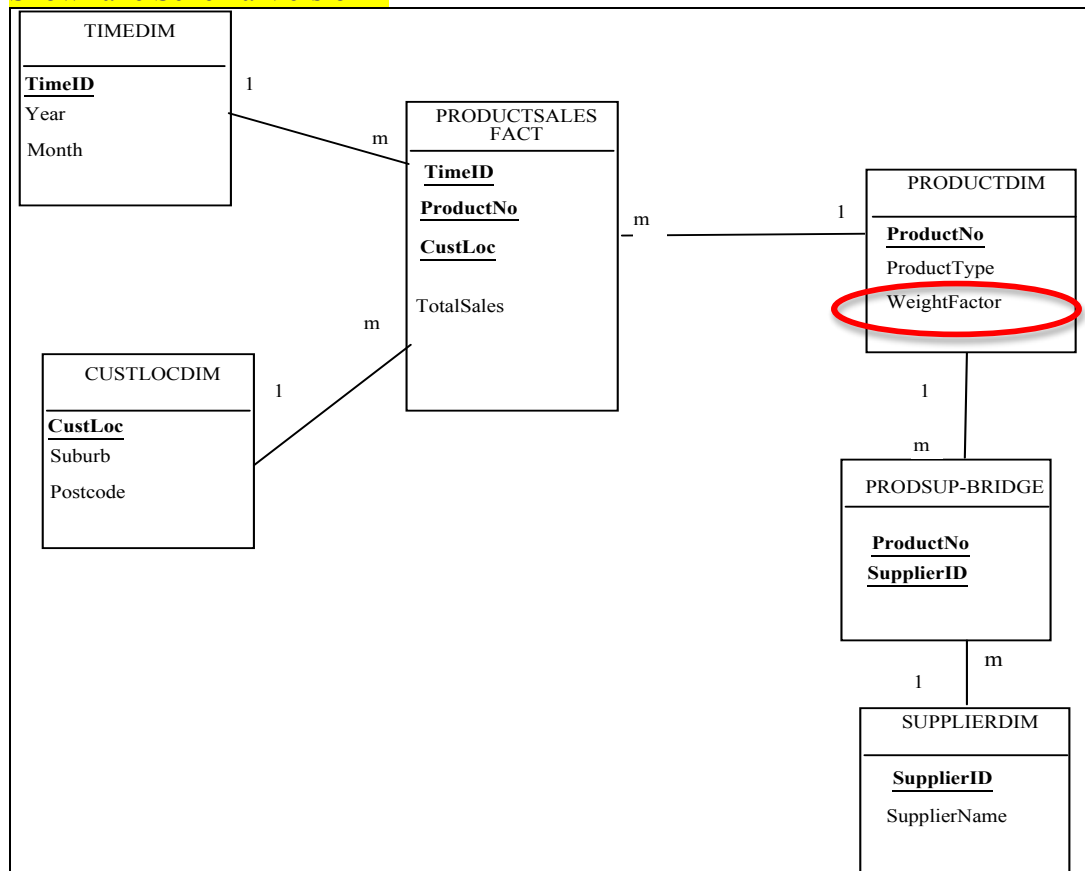 TIMEDIM
TimeID
Year
Month
1
m
PRODUCTSALES
FACT
TimeID
ProductNo
CustLoc
TotalSales
m
1
PRODUCTDIM
ProductNo
ProductType
WeightFactor
m
1
CUSTLOCDIM
CustLoc
Suburb
Postcode
1
m
PRODSUP-BRIDGE
ProductNo
SupplierID
m
1
SUPPLIERDIM
SupplierID
SupplierName